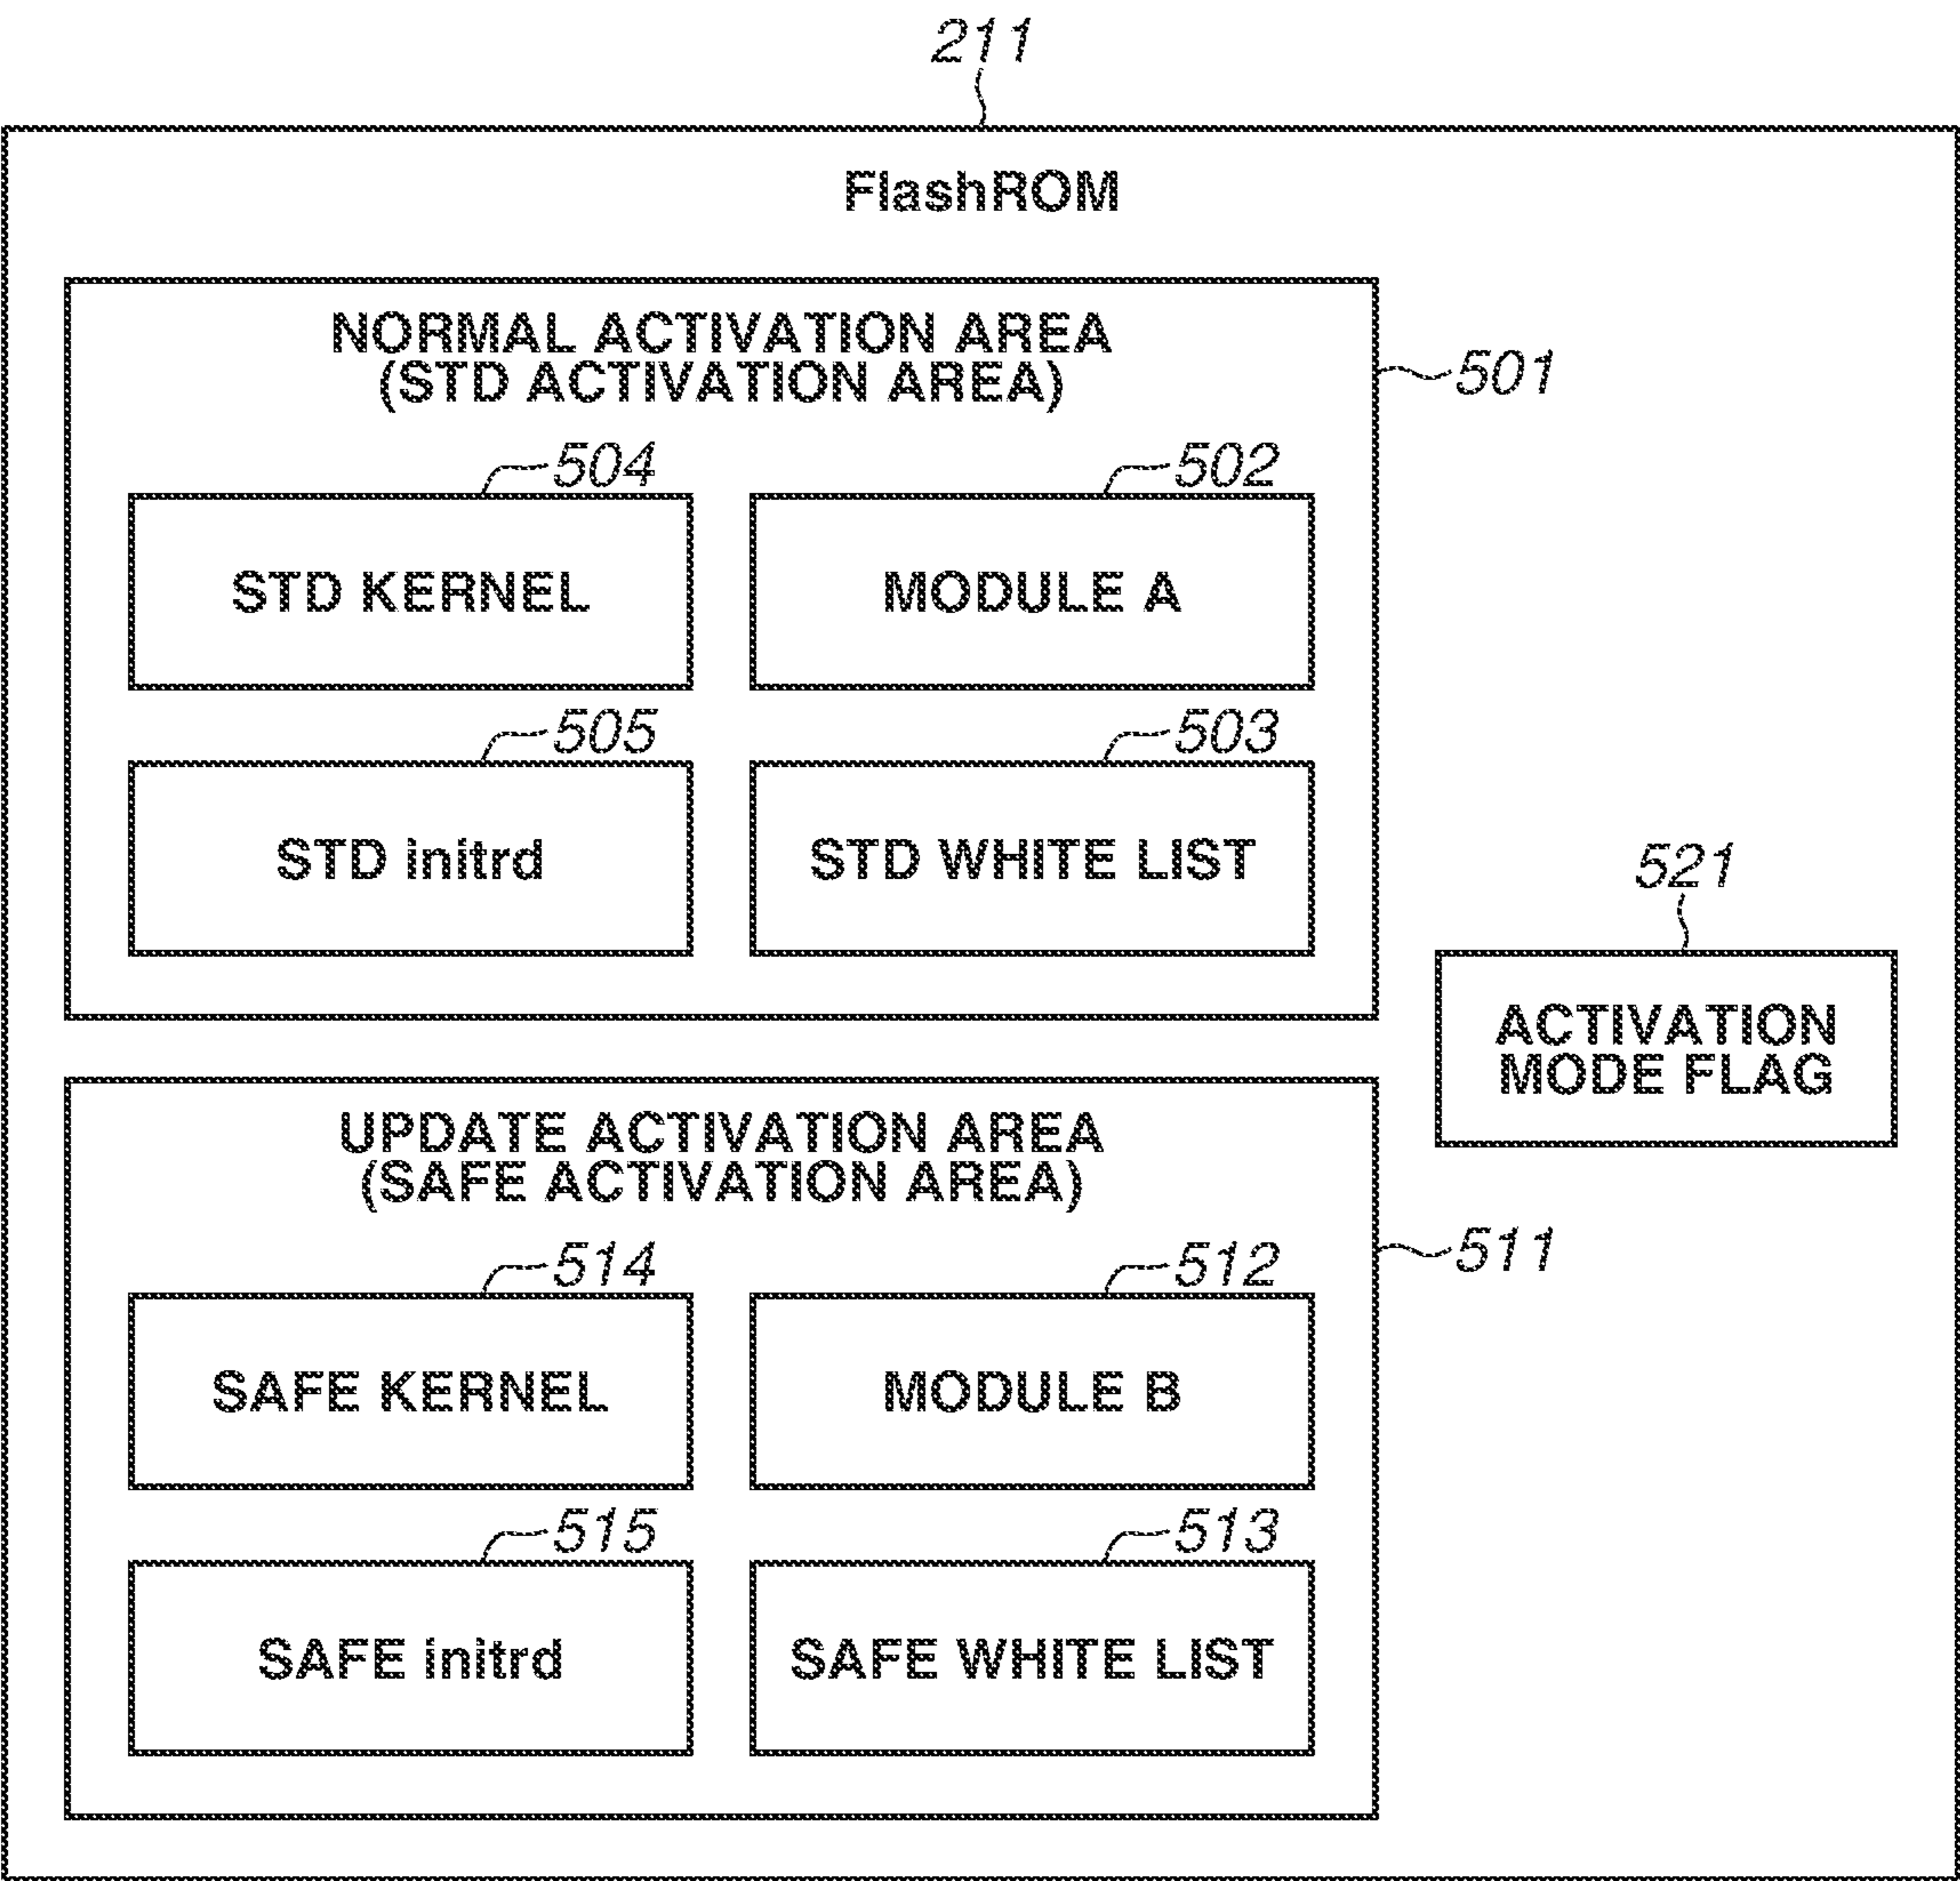 211
FlashROM
NORMAL ACTIVATION AREA
(STD ACTIVATION AREA)
501
504
502
STD KERNEL
MODULE A
505
503
STD initrd
STD WHITE LIST
521
ACTIVATION
MODE FLAG
UPDATE ACTIVATION AREA
(SAFE ACTIVATION AREA)
511
514
512
SAFE KERNEL
MODULE B
515
513
SAFE initrd
SAFE WHITE LIST